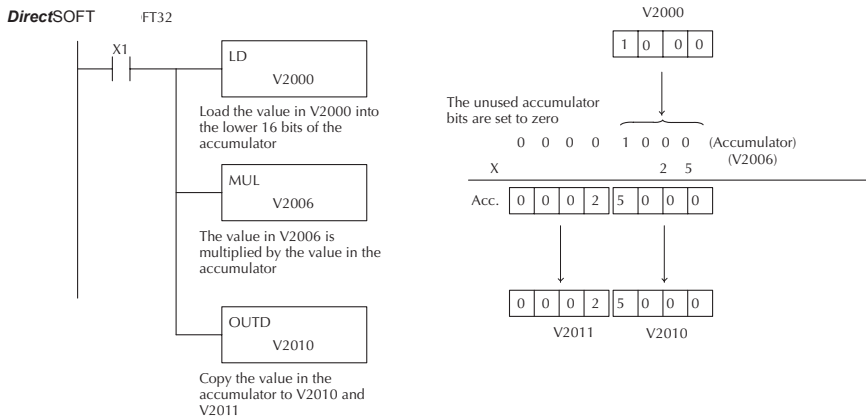 DirectSOFT FT32
X1
LD
V2000
Load the value in V2000 into
the lower 16 bits of the
accumulator
MUL
V2006
The value in V2006 is
multiplied by the value in the
accumulator
OUTD
V2010
Copy the value in the
accumulator to V2010 and
V2011
V2000
1 0 0 0
The unused accumulator
bits are set to zero
0 0 0 0 1 0 0 0 (Accumulator)
(V2006)
X 2 5
Acc. 0 0 0 2 5 0 0 0
0 0 0 2 5 0 0 0
V2011 V2010